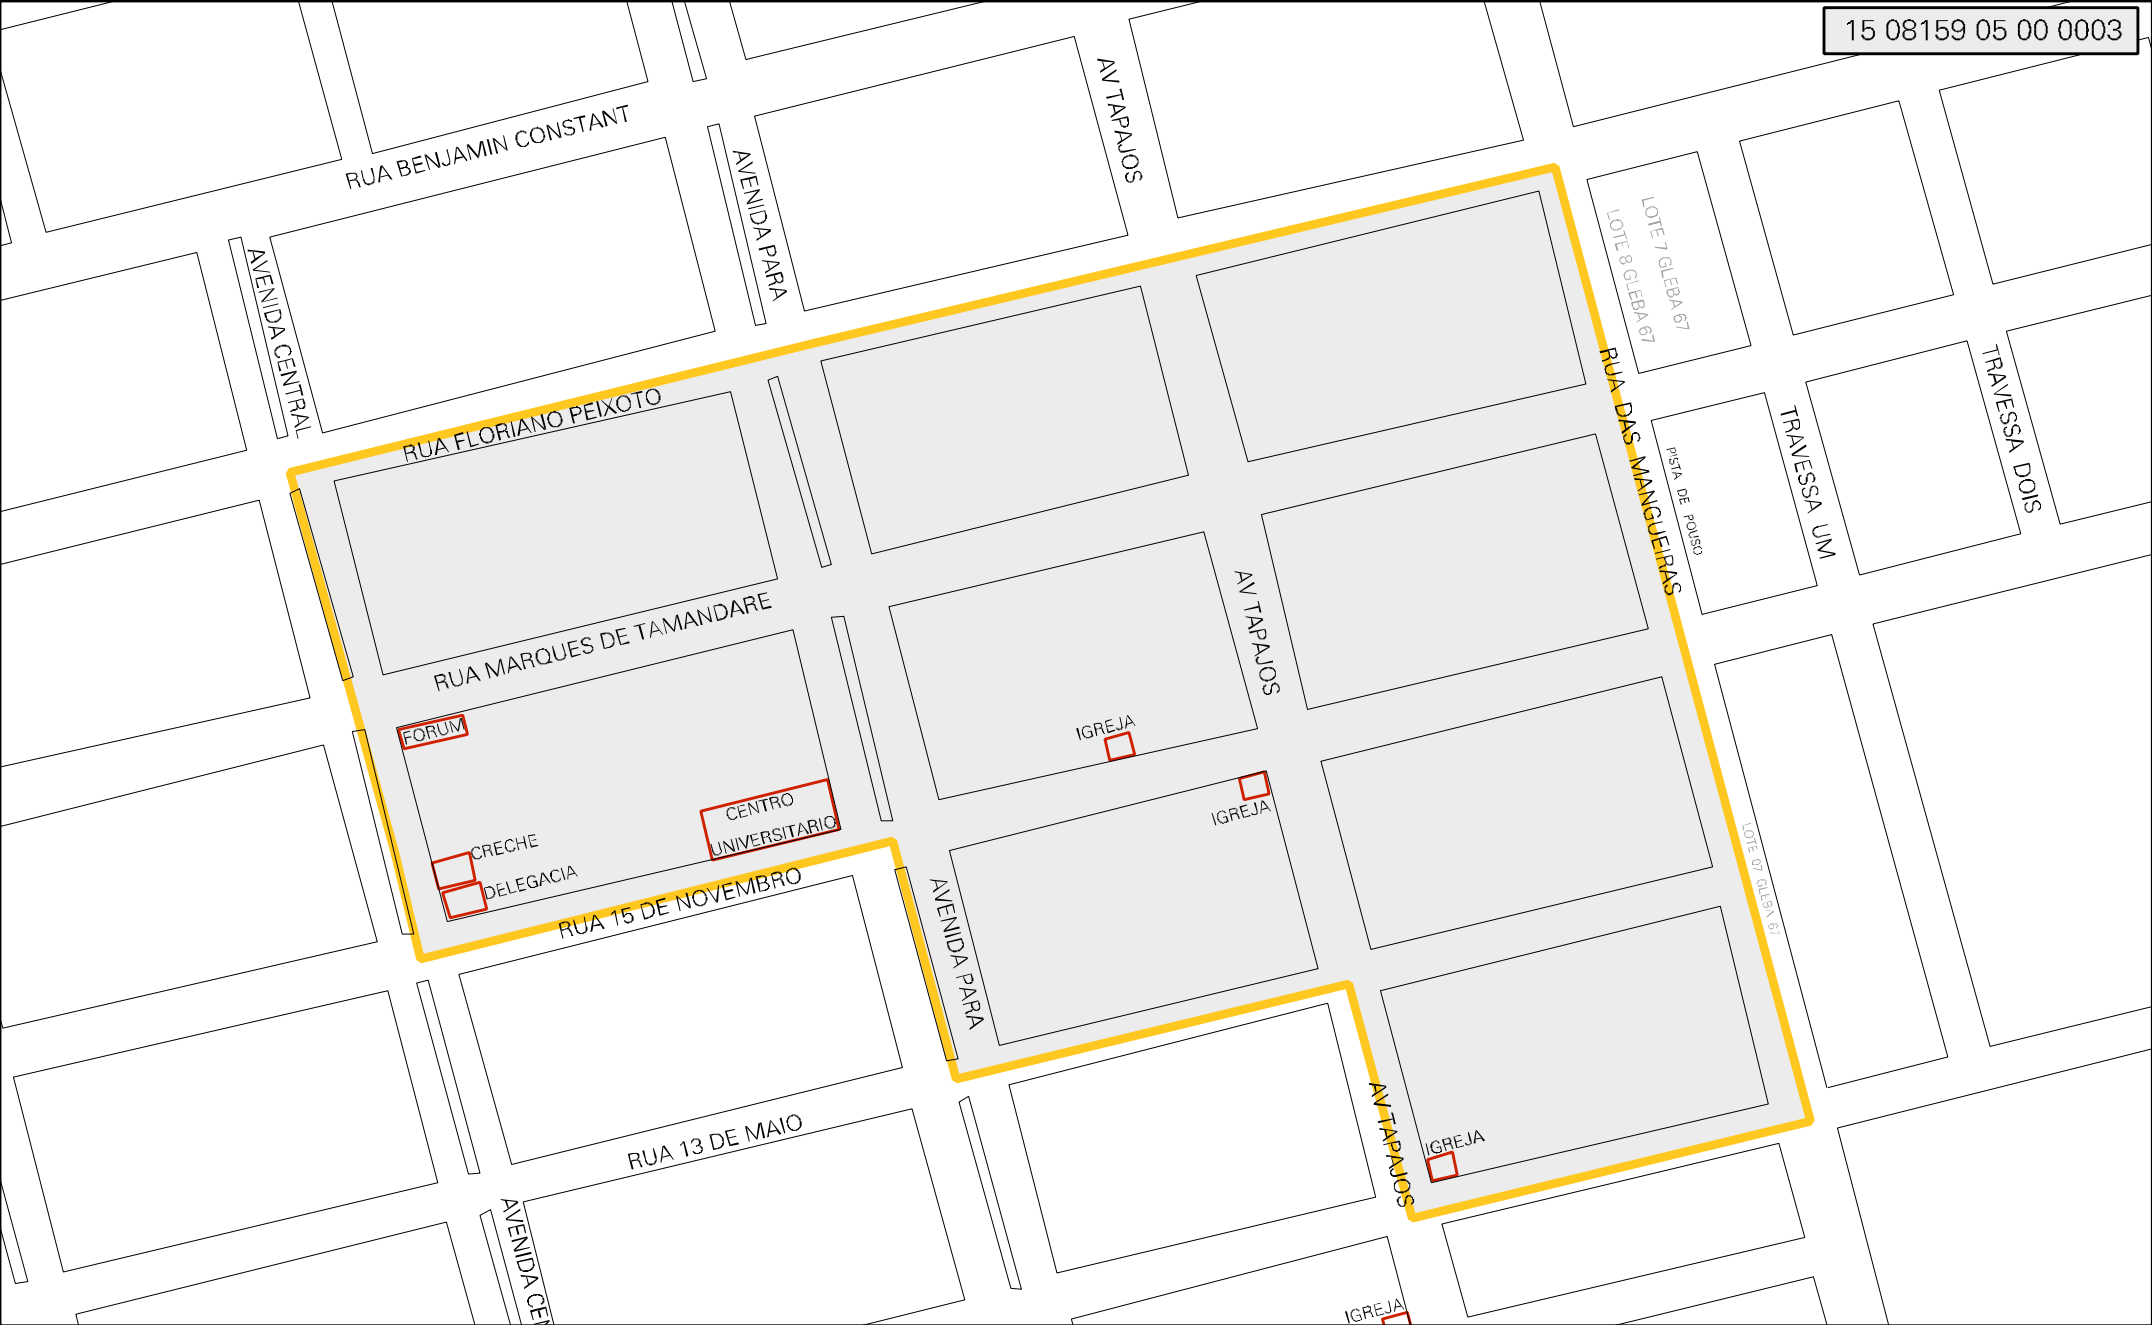 15 08159 05 00 0003
AV TAPAJOS
RUA BENJAMIN CONSTANT
AVENIDA PARA
LOTE 7 GLEBA 67
LOTE 8 GLEBA 67
AVENIDA CENTRAL
RUA FLORIANO PEIXOTO
RUA DAS MANGUEIRAS
TRAVESSA DOIS
TRAVESSA UM
PISTA DE POUSO
AV TAPAJOS
RUA MARQUES DE TAMANDARE
FORUM
IGREJA
IGREJA
CENTRO
UNIVERSITARIO
CRECHE
DELEGACIA
RUA 15 DE NOVEMBRO
LOTE 07 GLEBA 67
AVENIDA PARA
AV TAPAJOS
RUA 13 DE MAIO
IGREJA
AVENIDA CEN
IGREJA